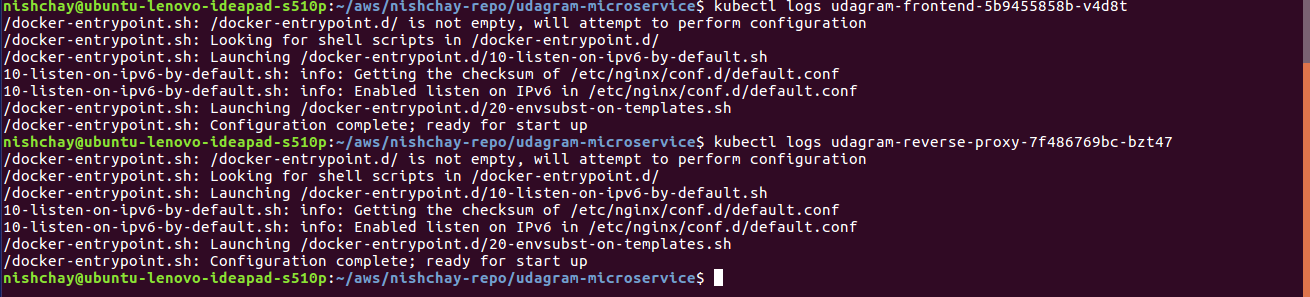 nishchay@ubuntu-lenovo-ideapad-s510p:~/aws/nishchay-repo/udagram-microservice$ kubectl logs udagram-frontend-5b9455858b-v4d8t
/docker-entrypoint.sh: /docker-entrypoint.d/ is not empty, will attempt to perform configuration
/docker-entrypoint.sh: Looking for shell scripts in /docker-entrypoint.d/
/docker-entrypoint.sh: Launching /docker-entrypoint.d/10-listen-on-ipv6-by-default.sh
10-listen-on-ipv6-by-default.sh: info: Getting the checksum of /etc/nginx/conf.d/default.conf
10-listen-on-ipv6-by-default.sh: info: Enabled listen on IPv6 in /etc/nginx/conf.d/default.conf
/docker-entrypoint.sh: Launching /docker-entrypoint.d/20-envsubst-on-templates.sh
/docker-entrypoint.sh: Configuration complete; ready for start up
nishchay@ubuntu-lenovo-ideapad-s510p:~/aws/nishchay-repo/udagram-microservice$ kubectl logs udagram-reverse-proxy-7f486769bc-bzt47
/docker-entrypoint.sh: /docker-entrypoint.d/ is not empty, will attempt to perform configuration
/docker-entrypoint.sh: Looking for shell scripts in /docker-entrypoint.d/
/docker-entrypoint.sh: Launching /docker-entrypoint.d/10-listen-on-ipv6-by-default.sh
10-listen-on-ipv6-by-default.sh: info: Getting the checksum of /etc/nginx/conf.d/default.conf
10-listen-on-ipv6-by-default.sh: info: Enabled listen on IPv6 in /etc/nginx/conf.d/default.conf
/docker-entrypoint.sh: Launching /docker-entrypoint.d/20-envsubst-on-templates.sh
/docker-entrypoint.sh: Configuration complete; ready for start up
nishchay@ubuntu-lenovo-ideapad-s510p:~/aws/nishchay-repo/udagram-microservice$